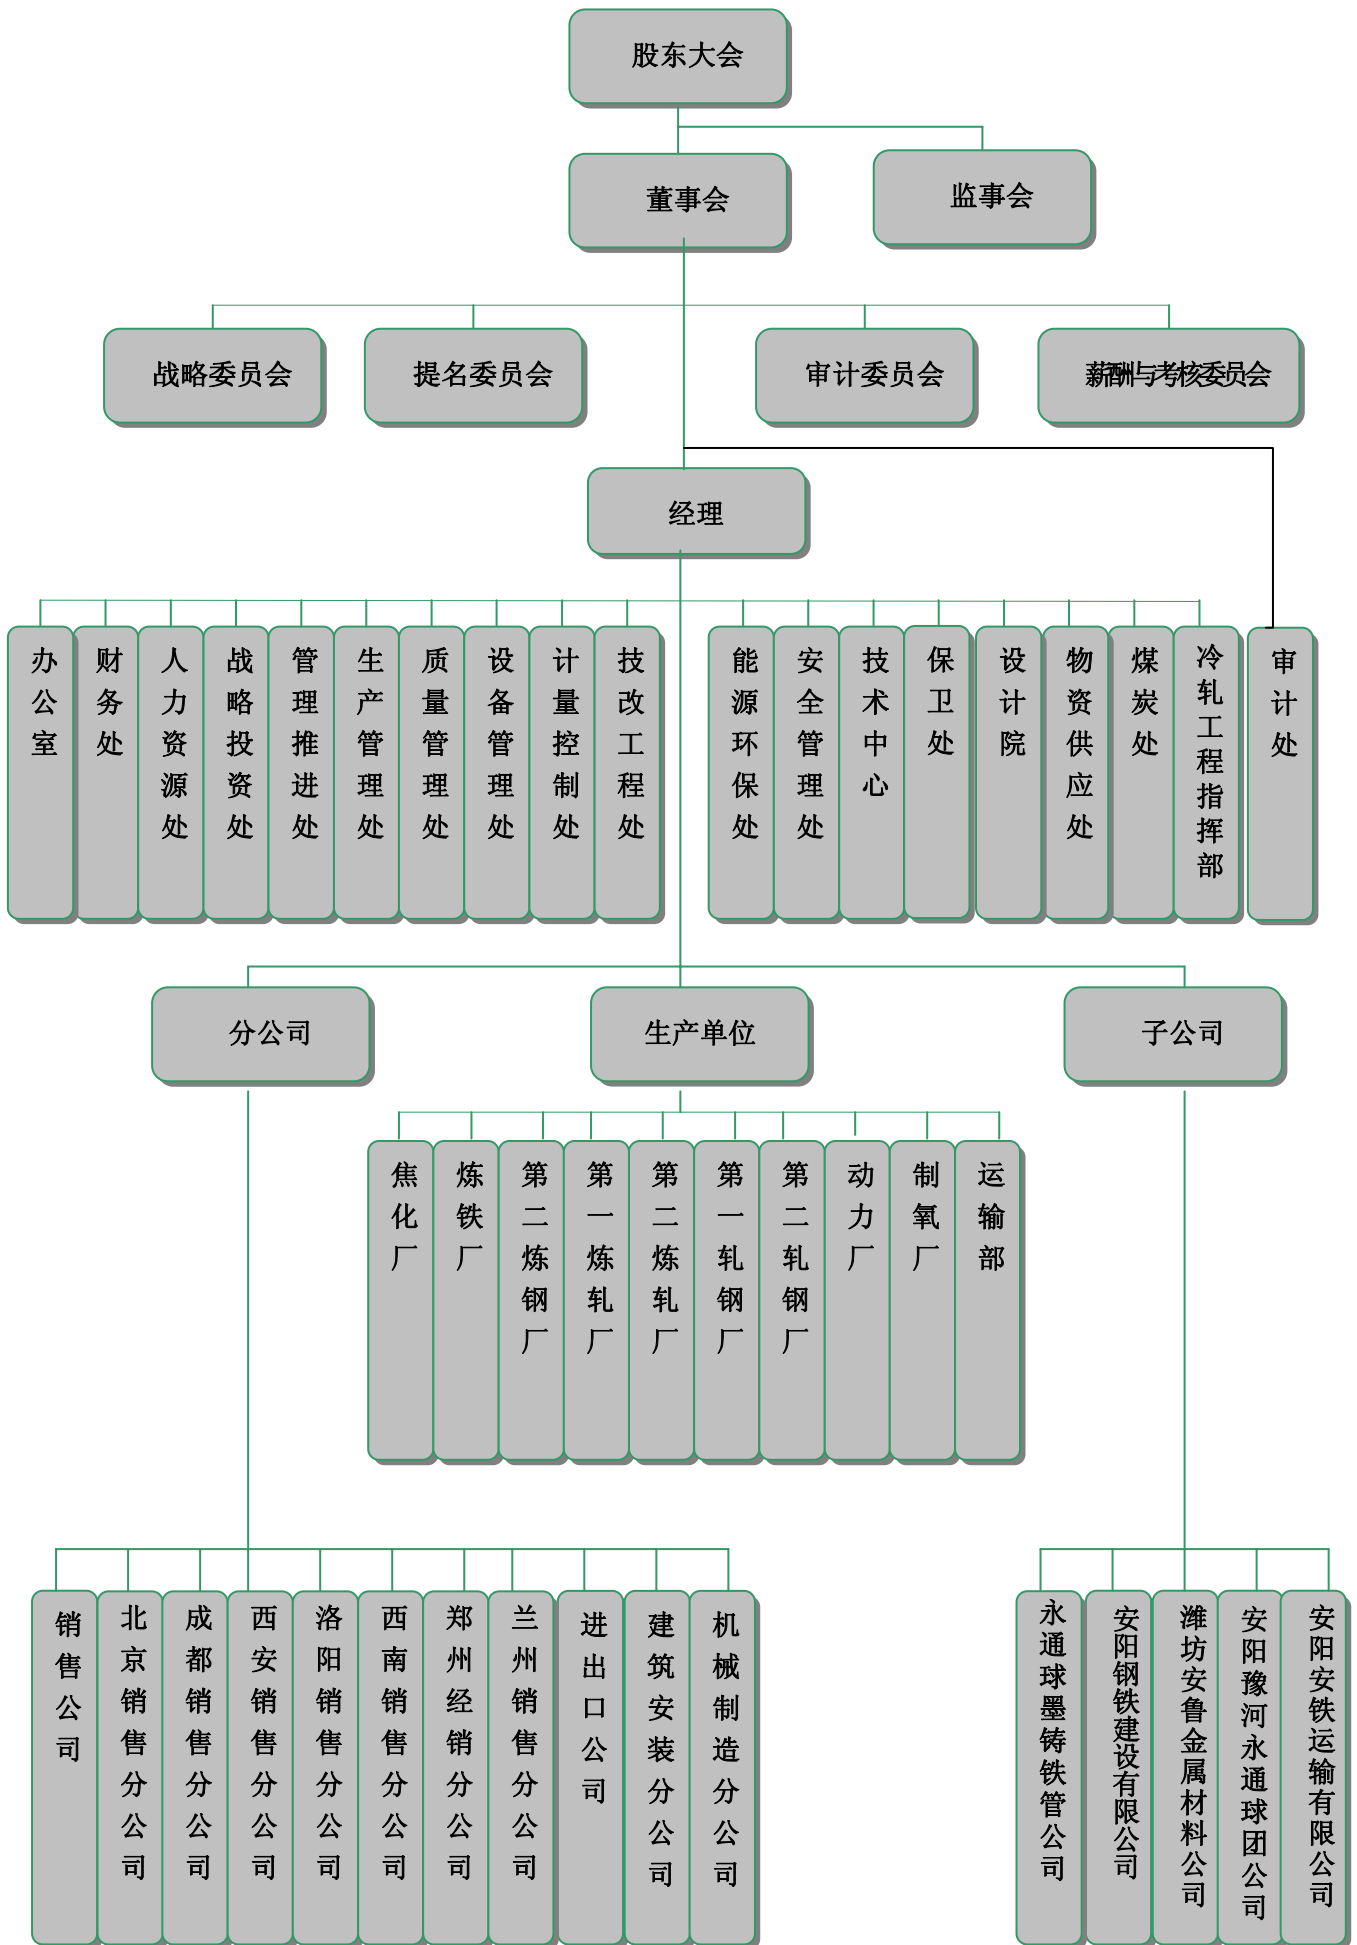 股东大会
董事会
监事会
战略委员会
提名委员会
审计委员会
薪酬与考核委员会
经理
办公室
财务处
人力资源处
战略投资处
管理推进处
生产管理处
质量管理处
设备管理处
计量控制处
技改工程处
能源环保处
安全管理处
技术中心
保卫处
设计院
物资供应处
煤炭处
冷轧工程指挥部
审计处
分公司
生产单位
子公司
焦化厂
炼铁厂
第二炼钢厂
第一炼轧厂
第二炼轧厂
第一轧钢厂
第二轧钢厂
动力厂
制氧厂
运输部
销售公司
北京销售分公司
成都销售分公司
西安销售分公司
洛阳销售分公司
西南销售分公司
郑州经销分公司
兰州销售分公司
进出口公司
建筑安装分公司
机械制造分公司
永通球墨铸铁管公司
安阳钢铁建设有限公司
潍坊安鲁金属材料公司
安阳豫河永通球团公司
安阳安铁运输有限公司